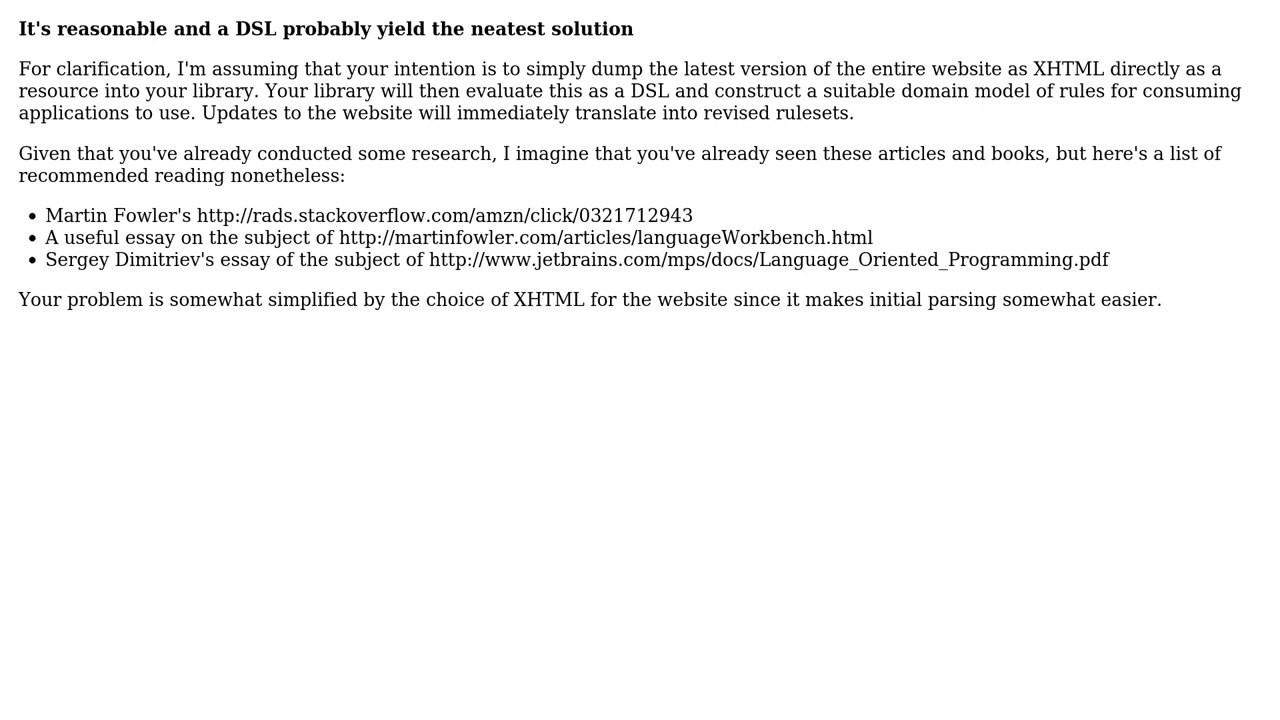 It's reasonable and a DSL probably yield the neatest solution
For clarification, I'm assuming that your intention is to simply dump the latest version of the entire website as XHTML directly as a
resource into your library. Your library will then evaluate this as a DSL and construct a suitable domain model of rules for consuming
applications to use. Updates to the website will immediately translate into revised rulesets.
Given that you've already conducted some research, I imagine that you've already seen these articles and books, but here's a list of
recommended reading nonetheless:
• Martin Fowler's http://rads.stackoverflow.com/amzn/click/0321712943
• A useful essay on the subject of http://martinfowler.com/articles/languageWorkbench.html
• Sergey Dimitriev's essay of the subject of http://www.jetbrains.com/mps/docs/Language_Oriented_Programming.pdf
Your problem is somewhat simplified by the choice of XHTML for the website since it makes initial parsing somewhat easier.